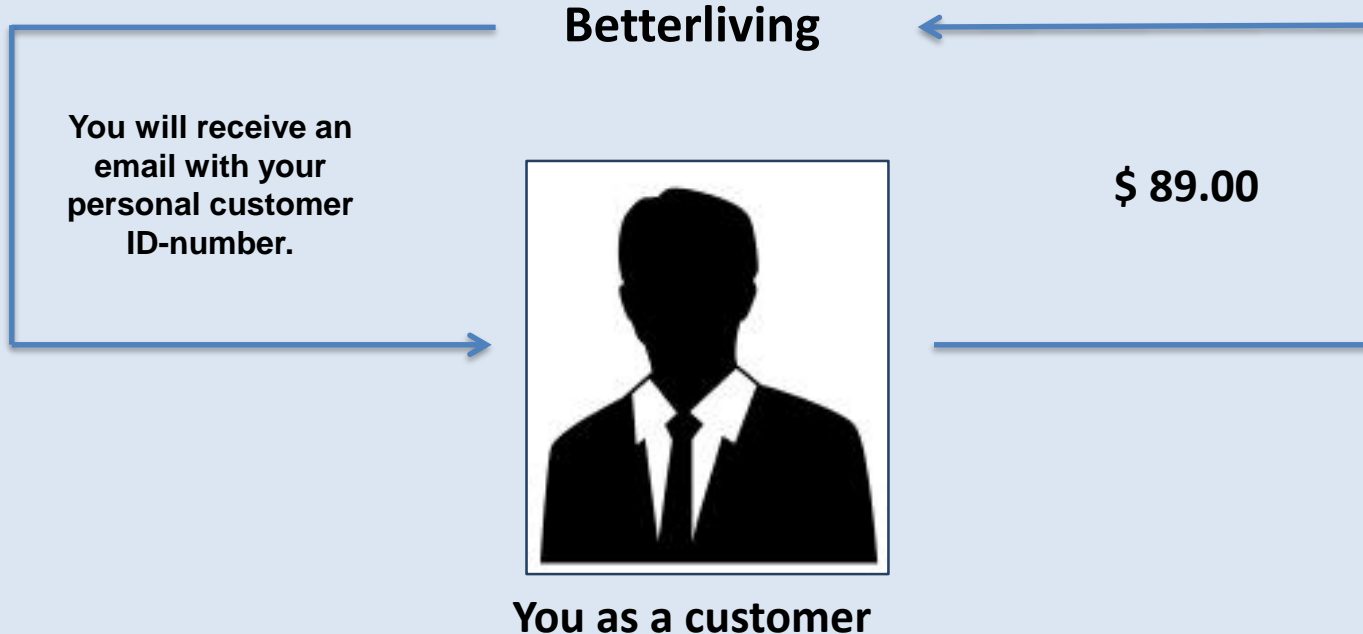 Betterliving
You will receive an
email with your
personal customer
ID-number.
$ 89.00
You as a customer